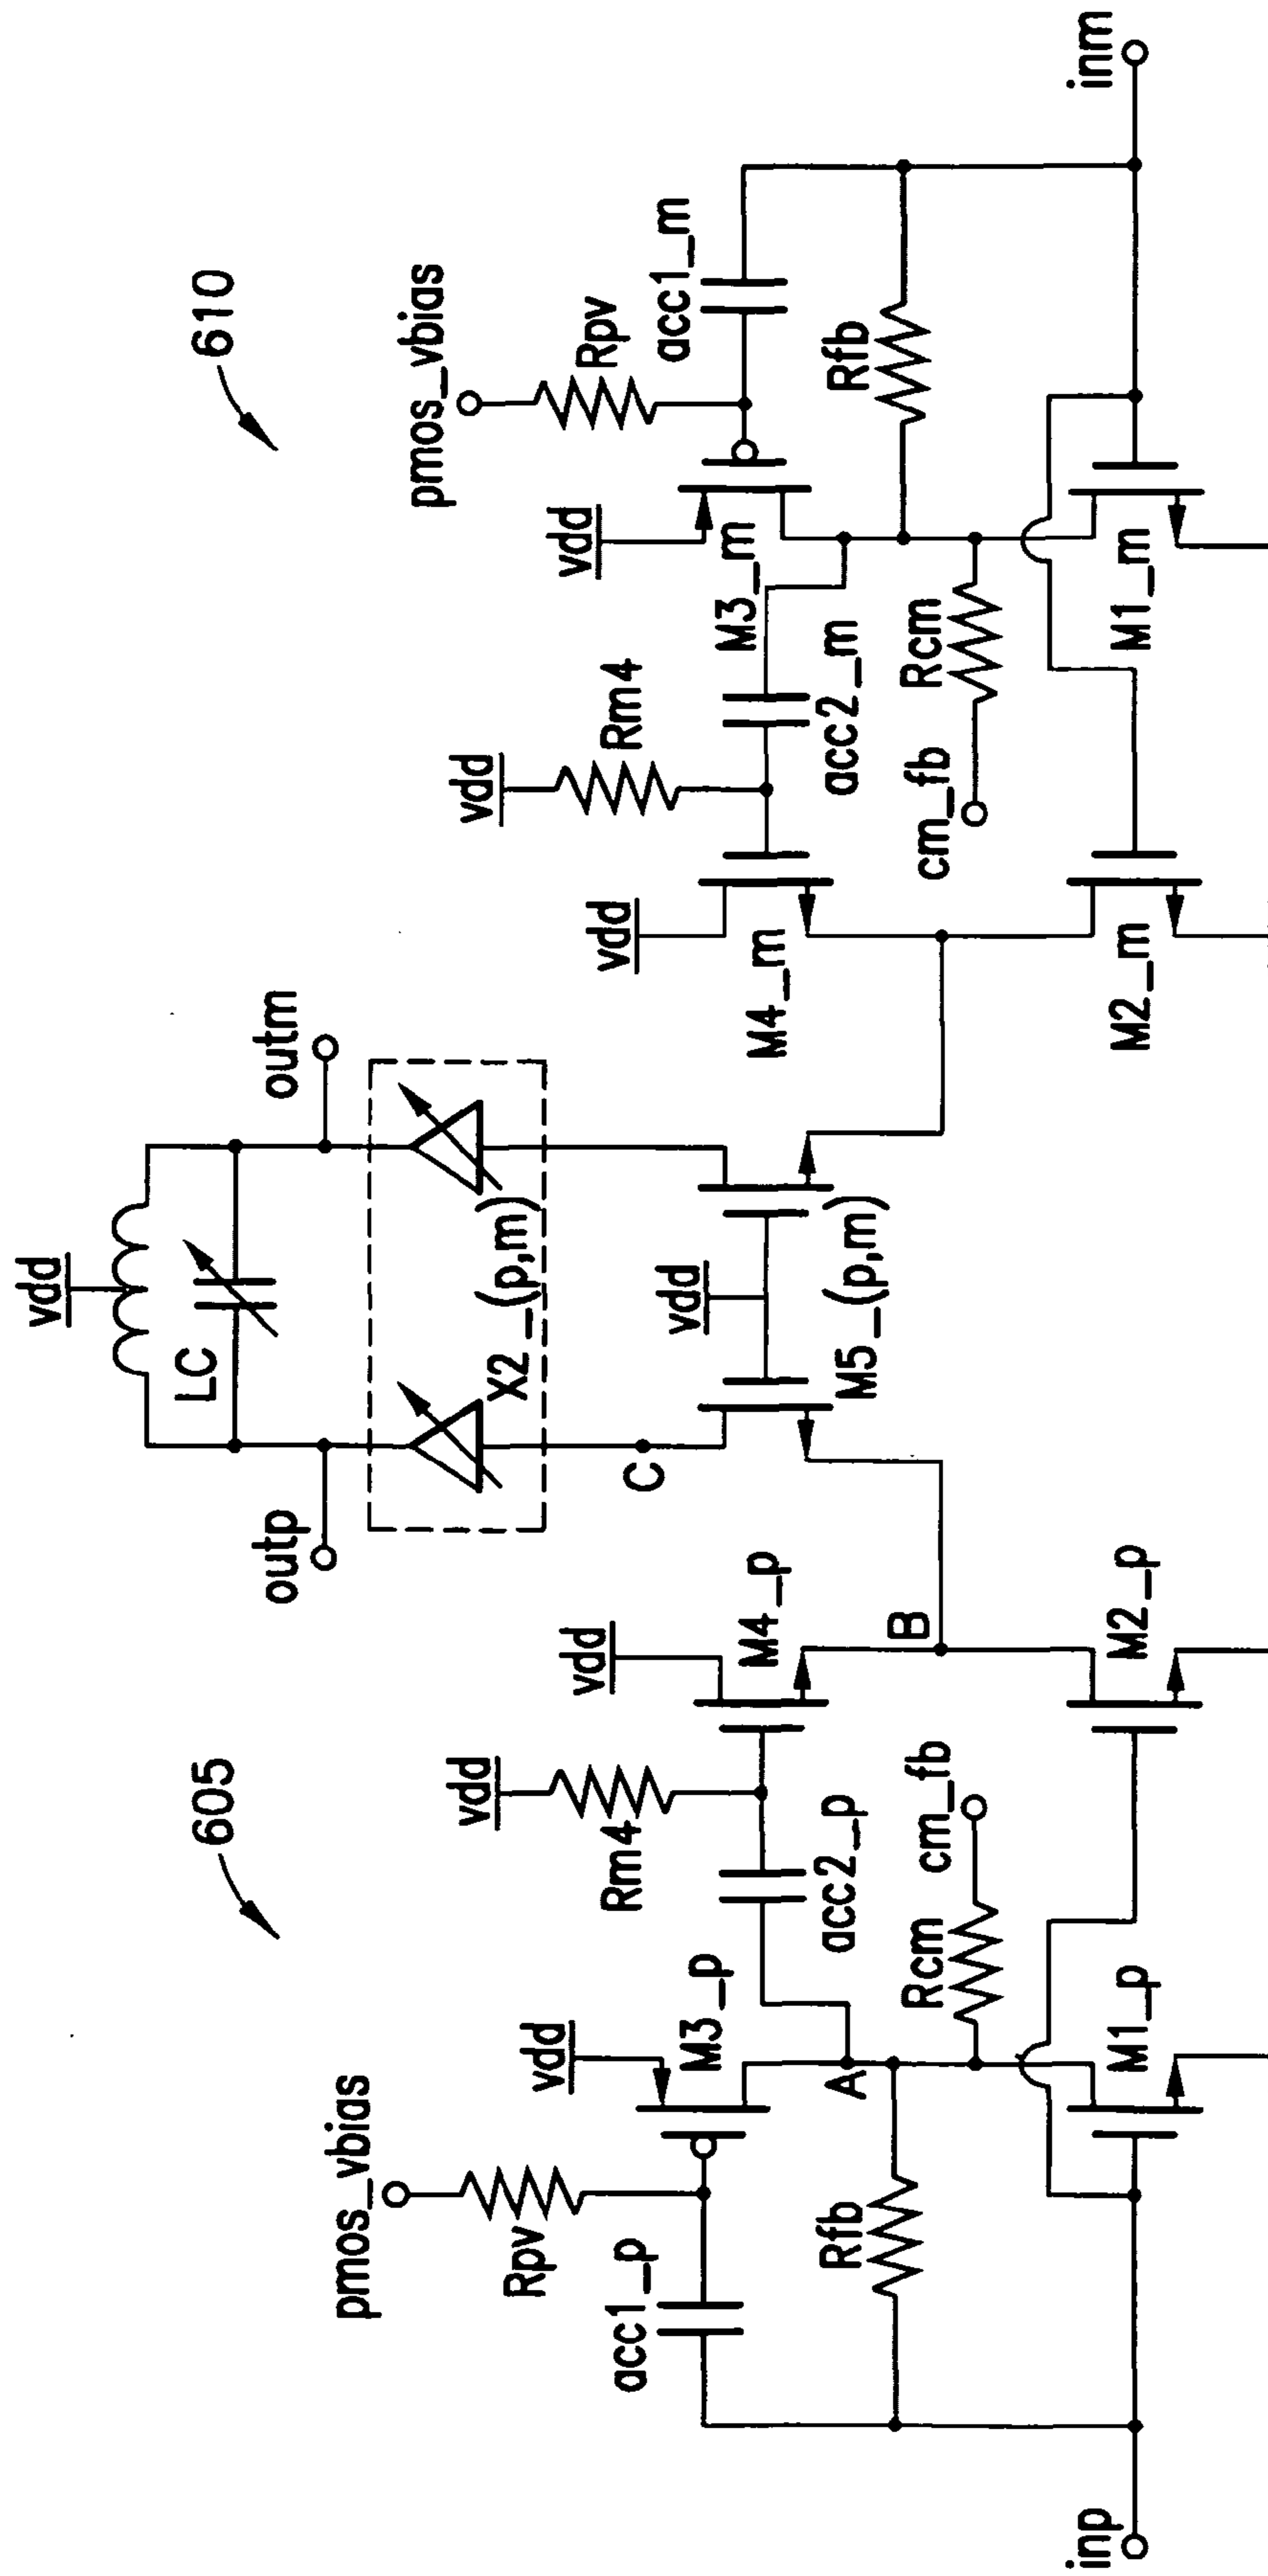 vdd
LC
605
610
outp
outm
pmos_vbias
pmos_vbias
vdd
vdd
X2_(p,m)
Rpv
vdd
vdd
vdd
vdd
Rpv
acc1_p
Rm4
C
Rm4
acc1_m
M3_p
M4_p
vdd
M4_m
M3_m
Rfb
A
acc2_p
M5_(p,m)
acc2_m
Rfb
Rcm
cm_fb
B
cm_fb
Rcm
inp
M1_p
M2_p
M2_m
M1_m
inm